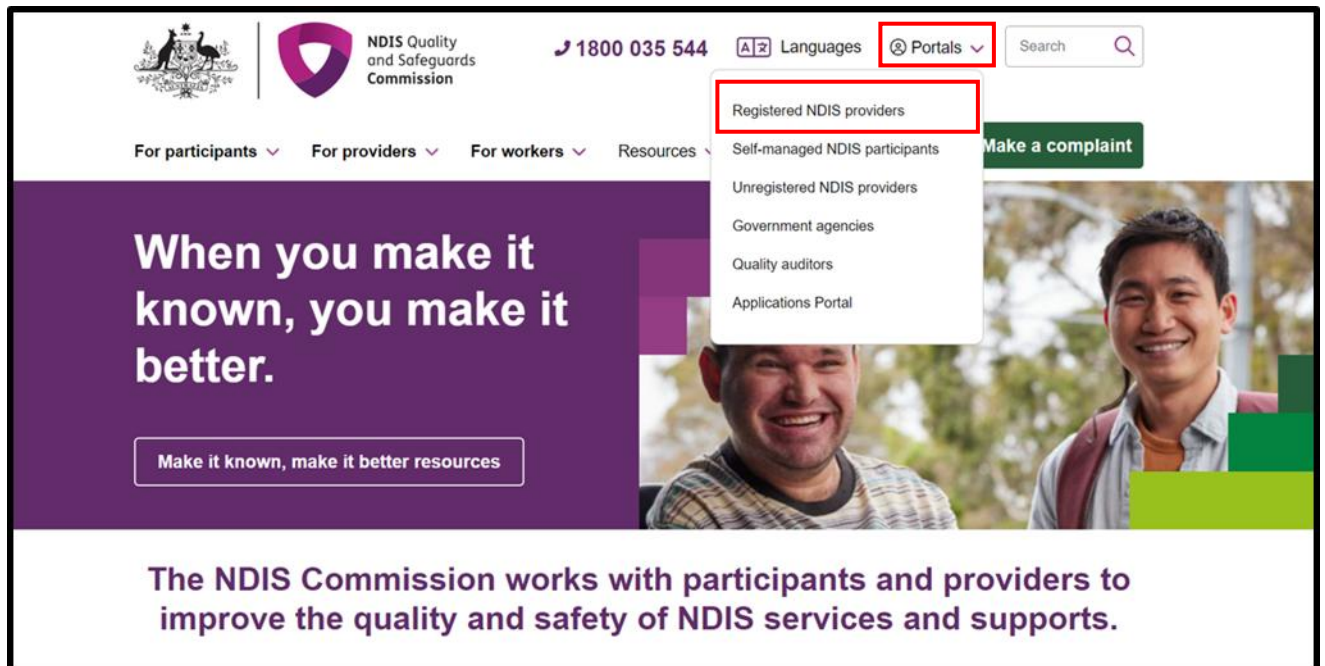 NDIS Quality
and Safeguards
Commission
1800 035 544
Languages
Portals
Search
For participants
For providers
For workers
Resources
Make a complaint
Registered NDIS providers
Self-managed NDIS participants
Unregistered NDIS providers
Government agencies
Quality auditors
Applications Portal
When you make it
known, you make it
better.
Make it known, make it better resources
The NDIS Commission works with participants and providers to
improve the quality and safety of NDIS services and supports.